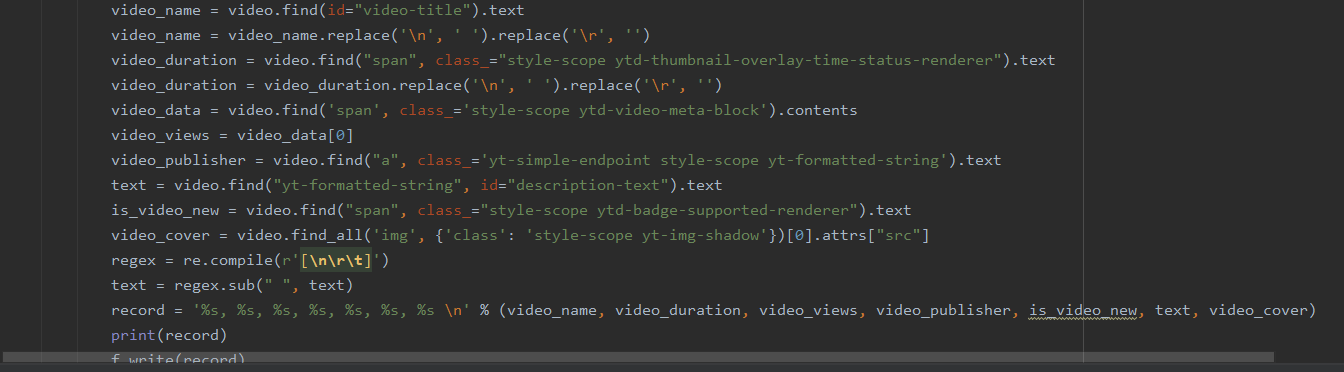 video_name = video.find(id="video-title").text
video_name = video_name.replace('\n', ' ').replace('\r', '')
video_duration = video.find("span", class_="style-scope ytd-thumbnail-overlay-time-status-renderer").text
video_duration = video_duration.replace('\n', ' ').replace('\r', '')
video_data = video.find('span', class_='style-scope ytd-video-meta-block').contents
video_views = video_data[0]
video_publisher = video.find("a", class_='yt-simple-endpoint style-scope yt-formatted-string').text
text = video.find("yt-formatted-string", id="description-text").text
is_video_new = video.find("span", class_="style-scope ytd-badge-supported-renderer").text
video_cover = video.find_all('img', {'class': 'style-scope yt-img-shadow'})[0].attrs["src"]
regex = re.compile(r'[\n\r\t]')
text = regex.sub(" ", text)
record = '%s, %s, %s, %s, %s, %s, %s \n' % (video_name, video_duration, video_views, video_publisher, is_video_new, text, video_cover)
print(record)
f.write(record)